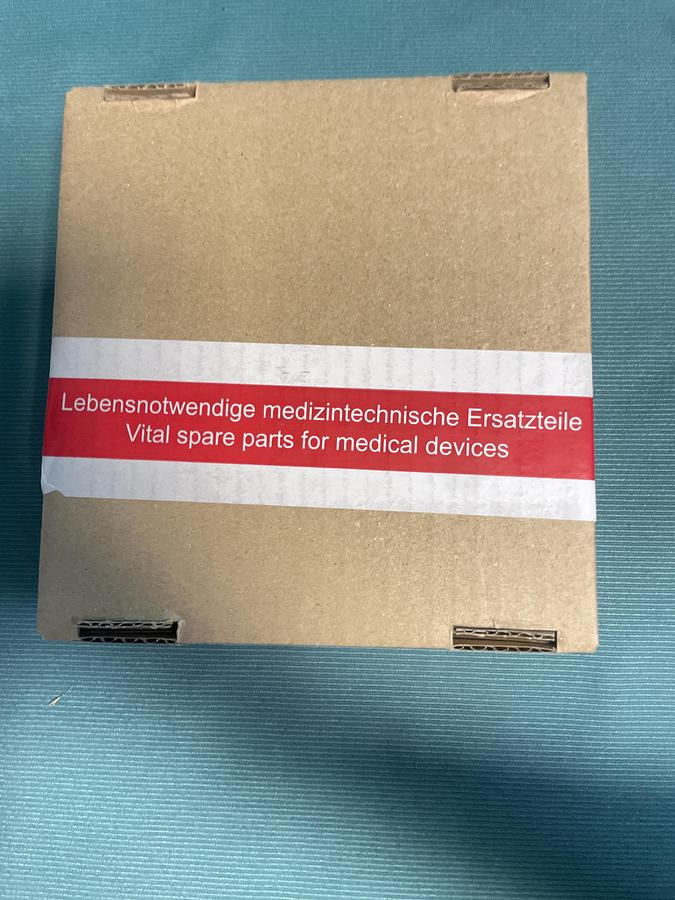 Lebensnotwendige medizintechnische Ersatzteile
Vital spare parts for medical devices